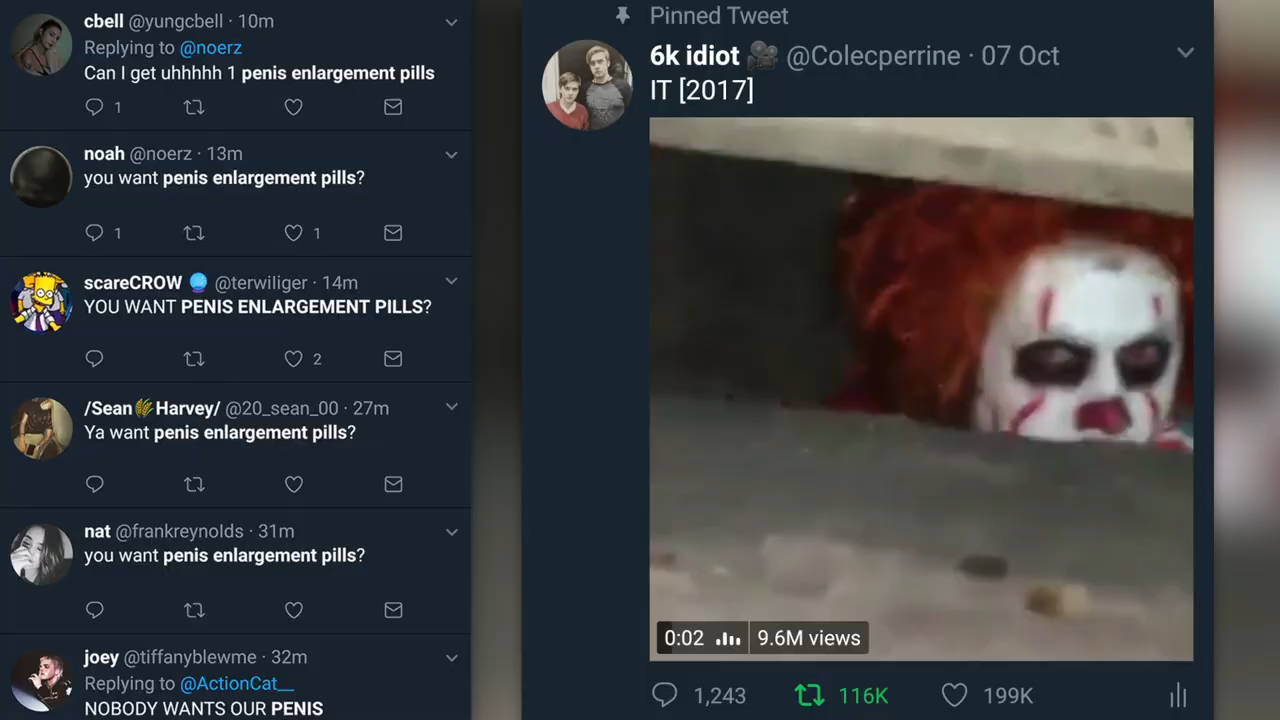 cbell @yungcbell · 10m
Replying to @noerz
Can I get uhhhhh 1 penis enlargement pills
1
noah @noerz · 13m
you want penis enlargement pills?
1 1
scareCROW @terwiliger · 14m
YOU WANT PENIS ENLARGEMENT PILLS?
2
/Sean Harvey/ @20_sean_00 · 27m
Ya want penis enlargement pills?
nat @frankreynolds · 31m
you want penis enlargement pills?
joey @tiffanyblewme · 32m
Replying to @ActionCat__
NOBODY WANTS OUR PENIS
Pinned Tweet
6k idiot @Colecperrine · 07 Oct
IT [2017]
0:02 9.6M views
1,243 116K 199K